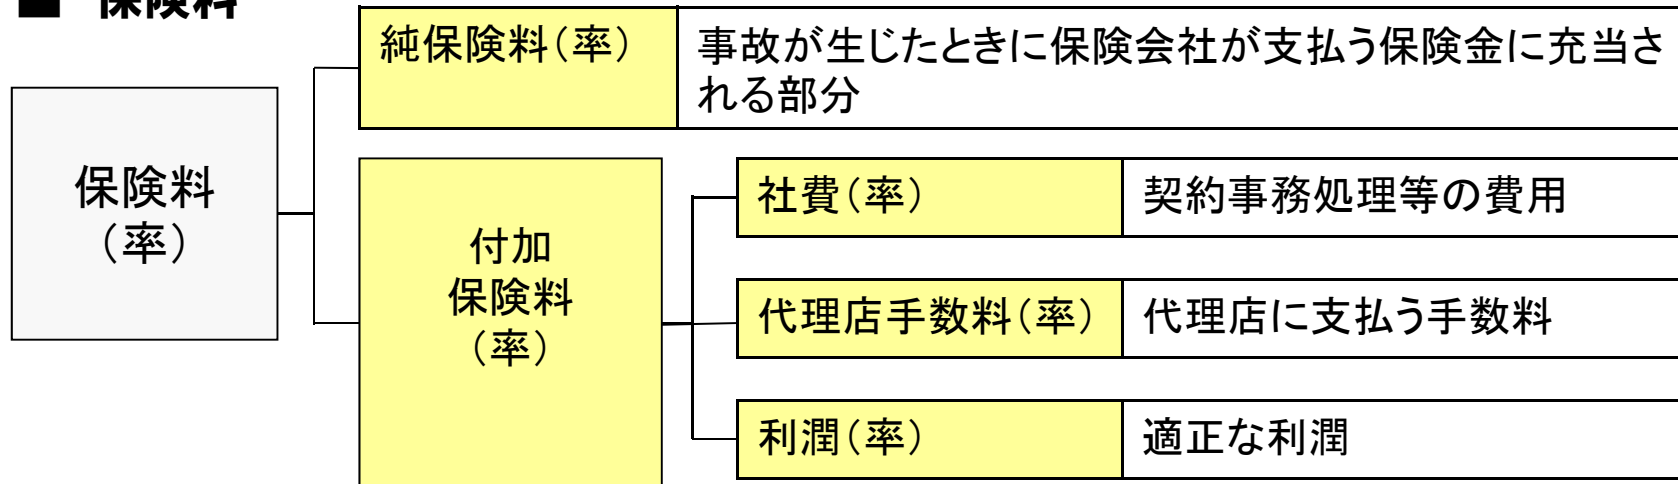 ■ 保険料
純保険料（率）
事故が生じたときに保険会社が支払う保険金に充当さ
れる部分
保険料
（率）
付加
保険料
（率）
社費（率）
契約事務処理等の費用
代理店手数料（率）
代理店に支払う手数料
利潤（率）
適正な利潤